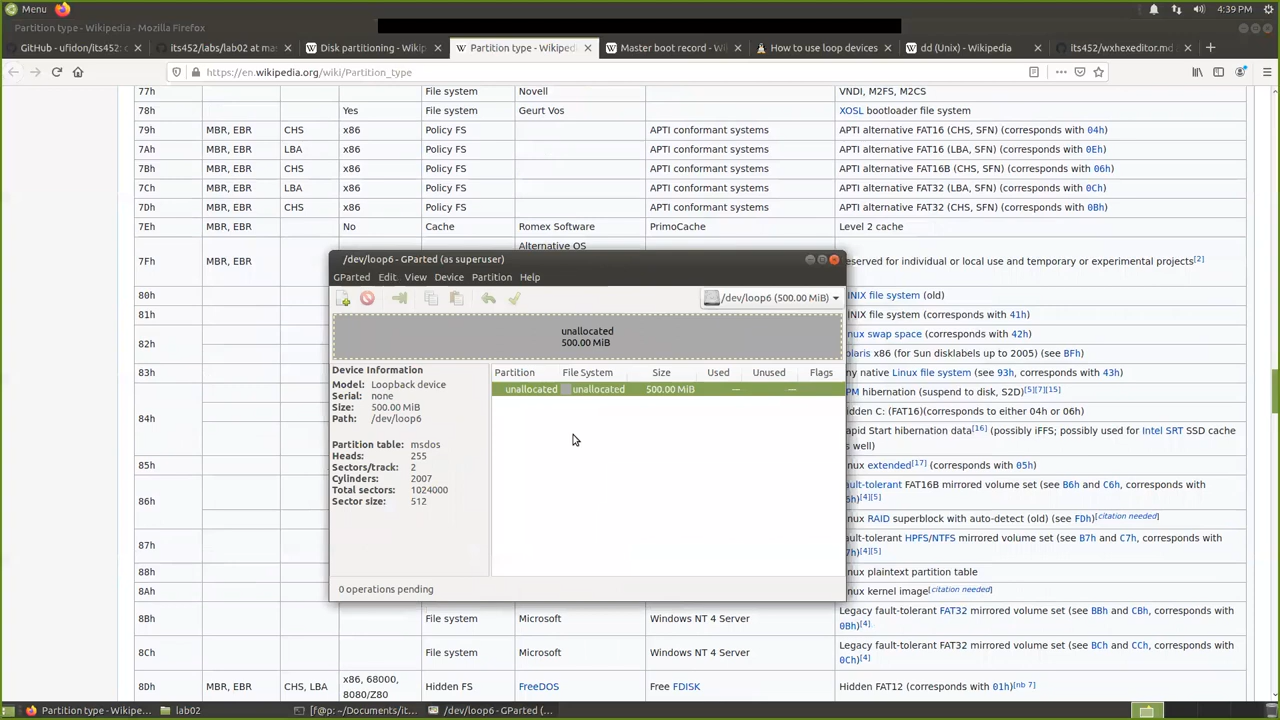 Menu
4:39 PM
Partition type - Wikipedia - Mozilla Firefox
GitHub - ufidon/its452: c
its452/labs/lab02 at mas
Disk partitioning - Wikip
Partition type - Wikiped
Master boot record - Wi
How to use loop devices
dd (Unix) - Wikipedia
its452/wxhexeditor.md
https://en.wikipedia.org/wiki/Partition_type
77h File system Novell VNDI, M2FS, M2CS
78h Yes File system Geurt Vos XOSL bootloader file system
79h MBR, EBR CHS x86 Policy FS APTI conformant systems APTI alternative FAT16 (CHS, SFN) (corresponds with 04h)
7Ah MBR, EBR LBA x86 Policy FS APTI conformant systems APTI alternative FAT16 (LBA, SFN) (corresponds with 0Eh)
7Bh MBR, EBR CHS x86 Policy FS APTI conformant systems APTI alternative FAT16B (CHS, SFN) (corresponds with 06h)
7Ch MBR, EBR LBA x86 Policy FS APTI conformant systems APTI alternative FAT32 (LBA, SFN) (corresponds with 0Ch)
7Dh MBR, EBR CHS x86 Policy FS APTI conformant systems APTI alternative FAT32 (CHS, SFN) (corresponds with 0Bh)
7Eh MBR, EBR No Cache Romex Software PrimoCache Level 2 cache
Alternative OS
7Fh MBR, EBR eserved for individual or local use and temporary or experimental projects[2]
80h INIX file system (old)
81h INIX file system (corresponds with 41h)
82h nux swap space (corresponds with 42h)
olaris x86 (for Sun disklabels up to 2005) (see BFh)
83h ny native Linux file system (see 93h, corresponds with 43h)
84h PM hibernation (suspend to disk, S2D)[5][7][15]
idden C: (FAT16)(corresponds to either 04h or 06h)
apid Start hibernation data[16] (possibly iFFS; possibly used for Intel SRT SSD cache
s well)
85h nux extended[17] (corresponds with 05h)
86h ault-tolerant FAT16B mirrored volume set (see B6h and C6h, corresponds with
6h)[4][5]
nux RAID superblock with auto-detect (old) (see FDh)[citation needed]
87h ault-tolerant HPFS/NTFS mirrored volume set (see B7h and C7h, corresponds with
7h)[4][5]
88h nux plaintext partition table
8Ah nux kernel image[citation needed]
8Bh File system Microsoft Windows NT 4 Server Legacy fault-tolerant FAT32 mirrored volume set (see BBh and CBh, corresponds with
0Bh)[4]
8Ch File system Microsoft Windows NT 4 Server Legacy fault-tolerant FAT32 mirrored volume set (see BCh and CCh, corresponds with
0Ch)[4]
8Dh MBR, EBR CHS, LBA x86, 68000,
8080/Z80 Hidden FS FreeDOS Free FDISK Hidden FAT12 (corresponds with 01h)[nb 7]
/dev/loop6 - GParted (as superuser)
GParted Edit View Device Partition Help
/dev/loop6 (500.00 MiB)
unallocated
500.00 MiB
Device Information
Model: Loopback device
Serial: none
Size: 500.00 MiB
Path: /dev/loop6
Partition table: msdos
Heads: 255
Sectors/track: 2
Cylinders: 2007
Total sectors: 1024000
Sector size: 512
Partition File System Size Used Unused Flags
unallocated unallocated 500.00 MiB — —
0 operations pending
Partition type - Wikipe...
lab02
[f@p: ~/Documents/it...
/dev/loop6 - GParted (...